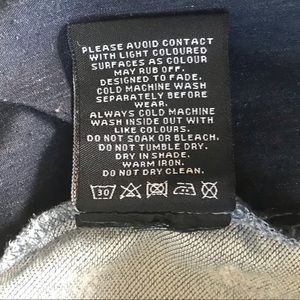 PLEASE AVOID CONTACT
WITH LIGHT COLOURED
SURFACES AS COLOUR
MAY RUB OFF.
DESIGNED TO FADE.
COLD MACHINE WASH
SEPARATELY BEFORE
WEAR.
ALWAYS COLD MACHINE
WASH INSIDE OUT WITH
LIKE COLOURS.
DO NOT SOAK OR BLEACH.
DO NOT TUMBLE DRY.
DRY IN SHADE.
WARM IRON.
DO NOT DRY CLEAN.
30